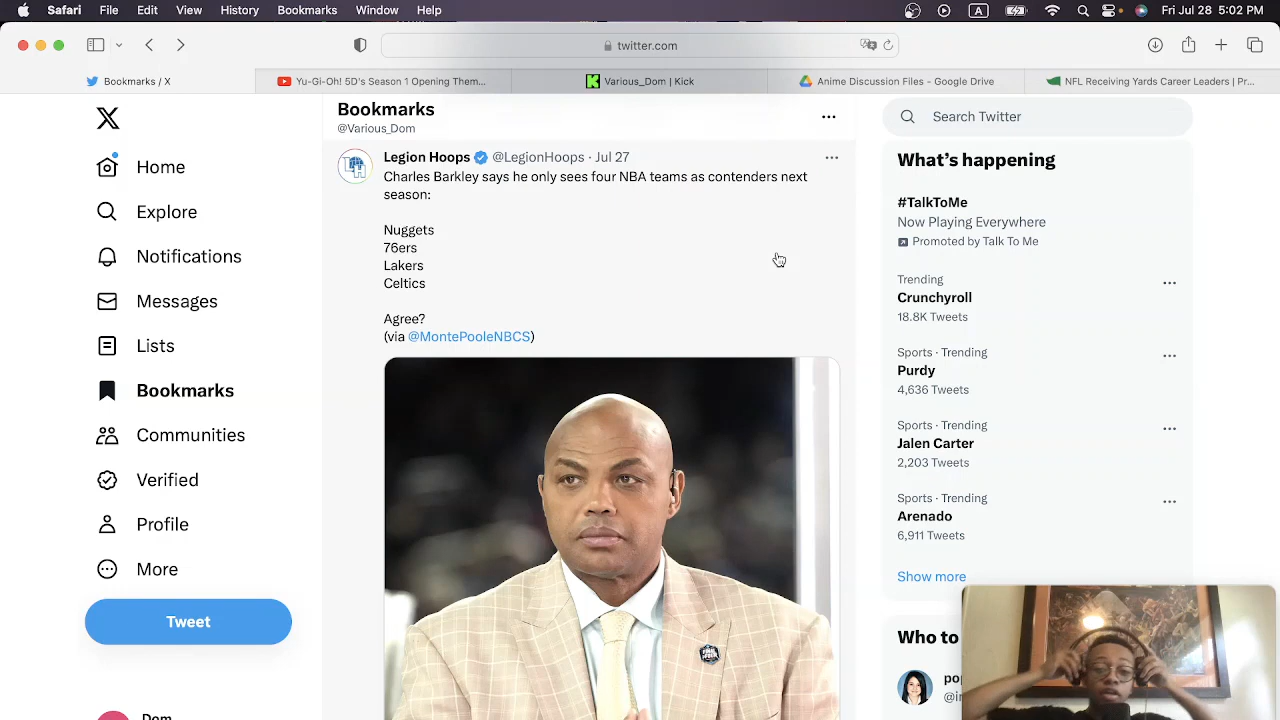 Safari File Edit View History Bookmarks Window Help
A
Fri Jul 28 5:02 PM
twitter.com
Bookmarks / X
Yu-Gi-Oh! 5D's Season 1 Opening Them...
Various_Dom | Kick
Anime Discussion Files - Google Drive
NFL Receiving Yards Career Leaders | Pr...
Home
Explore
Notifications
Messages
Lists
Bookmarks
Communities
Verified
Profile
More
Tweet
Dom
Bookmarks
@Various_Dom
Legion Hoops @LegionHoops · Jul 27
Charles Barkley says he only sees four NBA teams as contenders next
season:
Nuggets
76ers
Lakers
Celtics
Agree?
(via @MontePooleNBCS)
Search Twitter
What's happening
#TalkToMe
Now Playing Everywhere
Promoted by Talk To Me
Trending
Crunchyroll
18.8K Tweets
Sports · Trending
Purdy
4,636 Tweets
Sports · Trending
Jalen Carter
2,203 Tweets
Sports · Trending
Arenado
6,911 Tweets
Show more
Who to